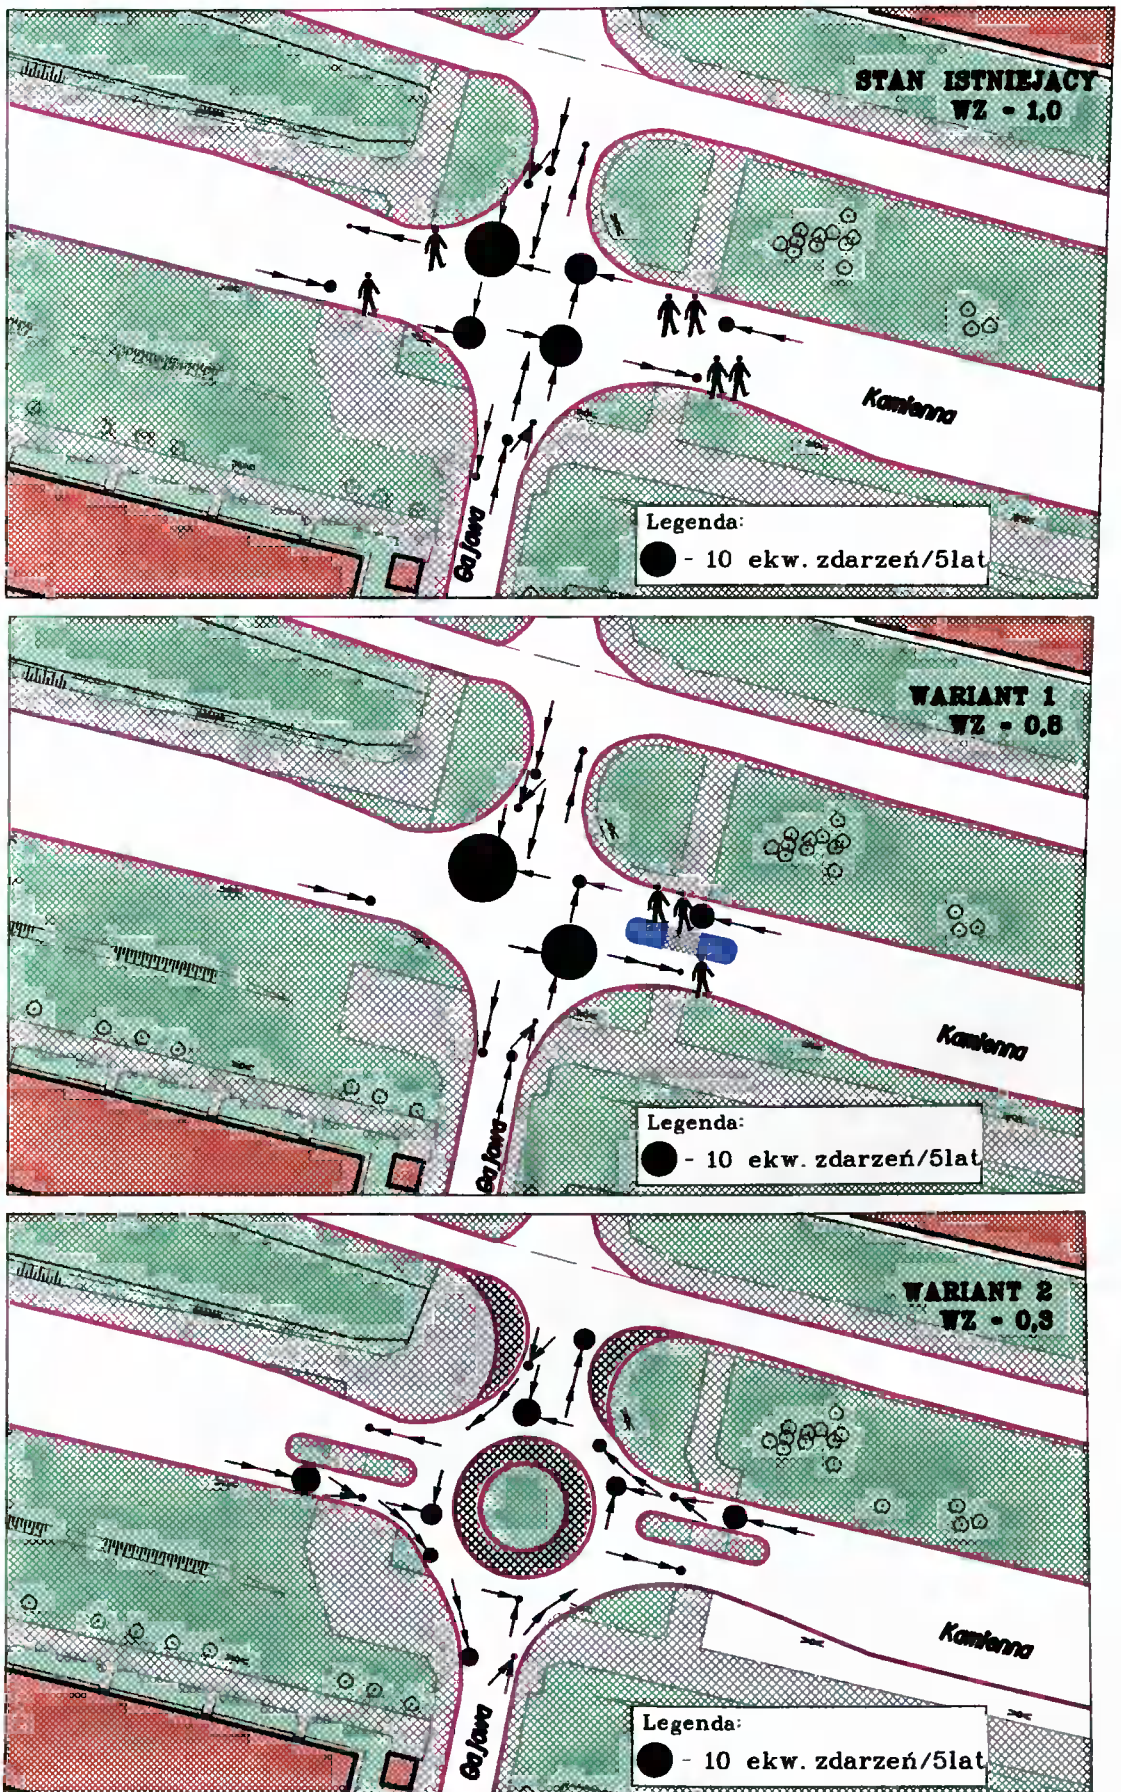 STAN ISTNIEJĄCY
WZ - 1,0
Kamienna
Gajowa
Legenda:
- 10 ekw. zdarzeń/5lat
WARIANT 1
WZ - 0,8
Kamienna
Gajowa
Legenda:
- 10 ekw. zdarzeń/5lat
WARIANT 2
WZ - 0,3
Kamienna
Gajowa
Legenda:
- 10 ekw. zdarzeń/5lat